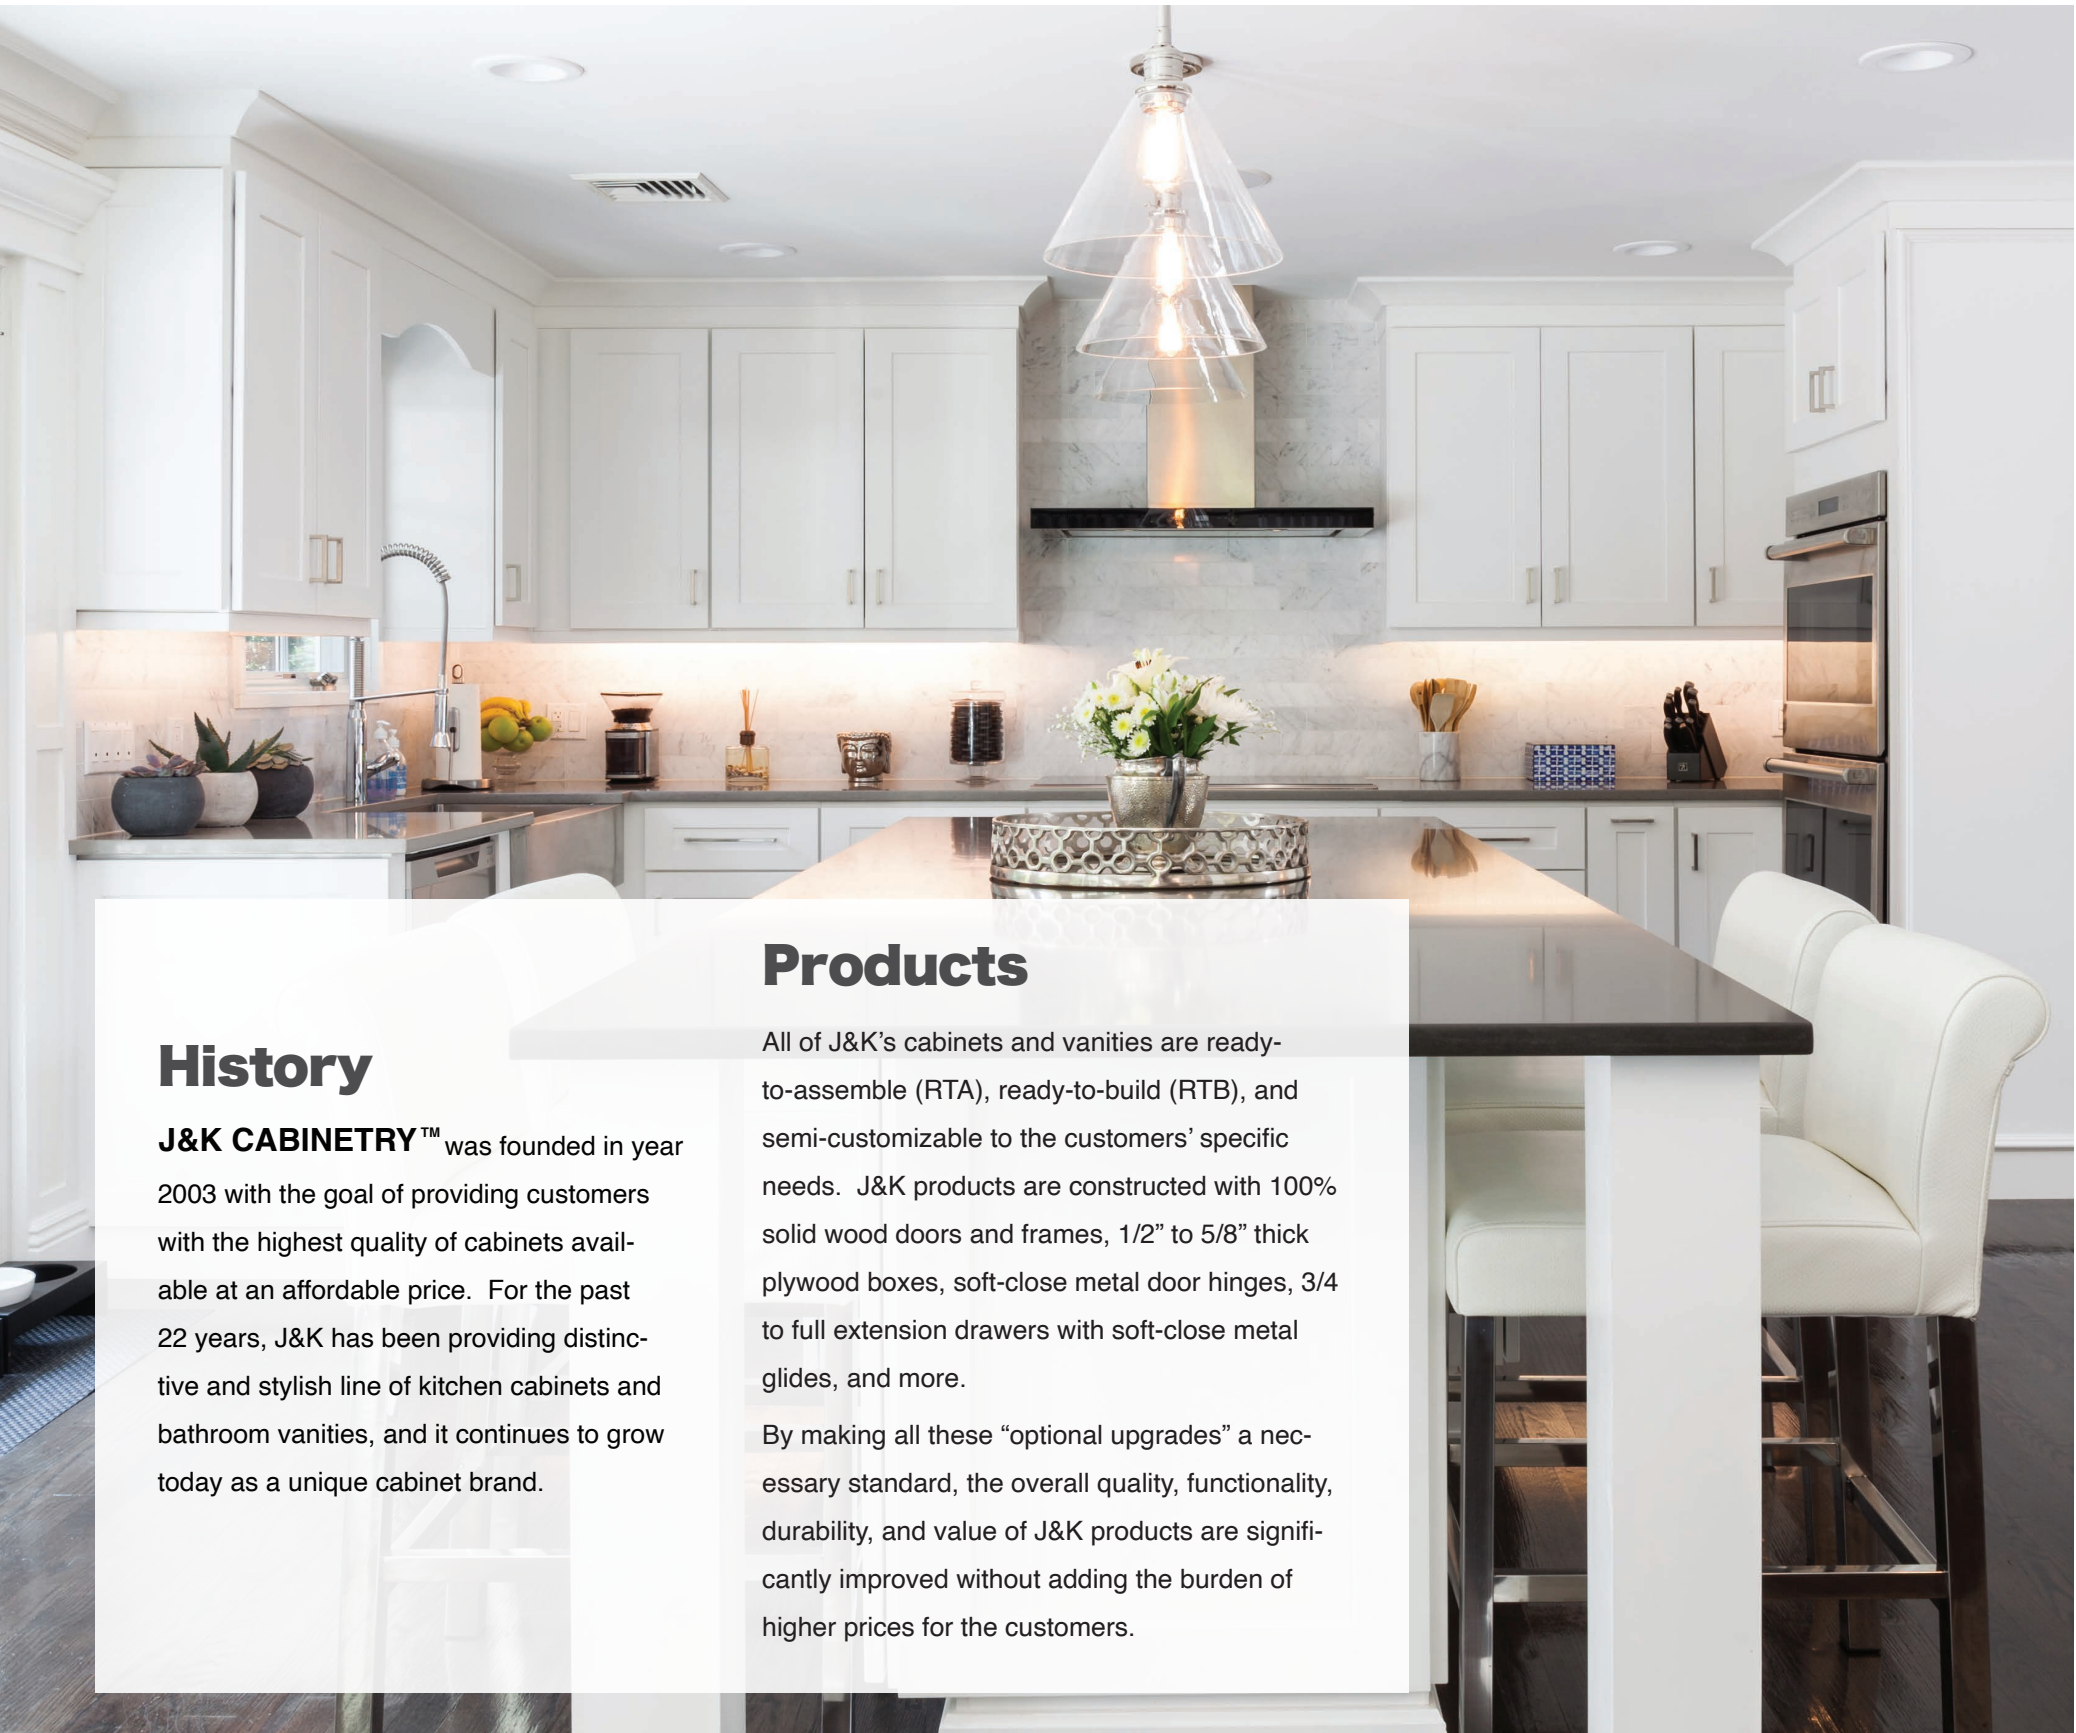 History
J&K CABINETRY™ was founded in year
2003 with the goal of providing customers
with the highest quality of cabinets avail-
able at an affordable price.  For the past
22 years, J&K has been providing distinc-
tive and stylish line of kitchen cabinets and
bathroom vanities, and it continues to grow
today as a unique cabinet brand.
Products
All of J&K’s cabinets and vanities are ready-
to-assemble (RTA), ready-to-build (RTB), and
semi-customizable to the customers’ specific
needs.  J&K products are constructed with 100%
solid wood doors and frames, 1/2” to 5/8” thick
plywood boxes, soft-close metal door hinges, 3/4
to full extension drawers with soft-close metal
glides, and more.
By making all these “optional upgrades” a nec-
essary standard, the overall quality, functionality,
durability, and value of J&K products are signifi-
cantly improved without adding the burden of
higher prices for the customers.